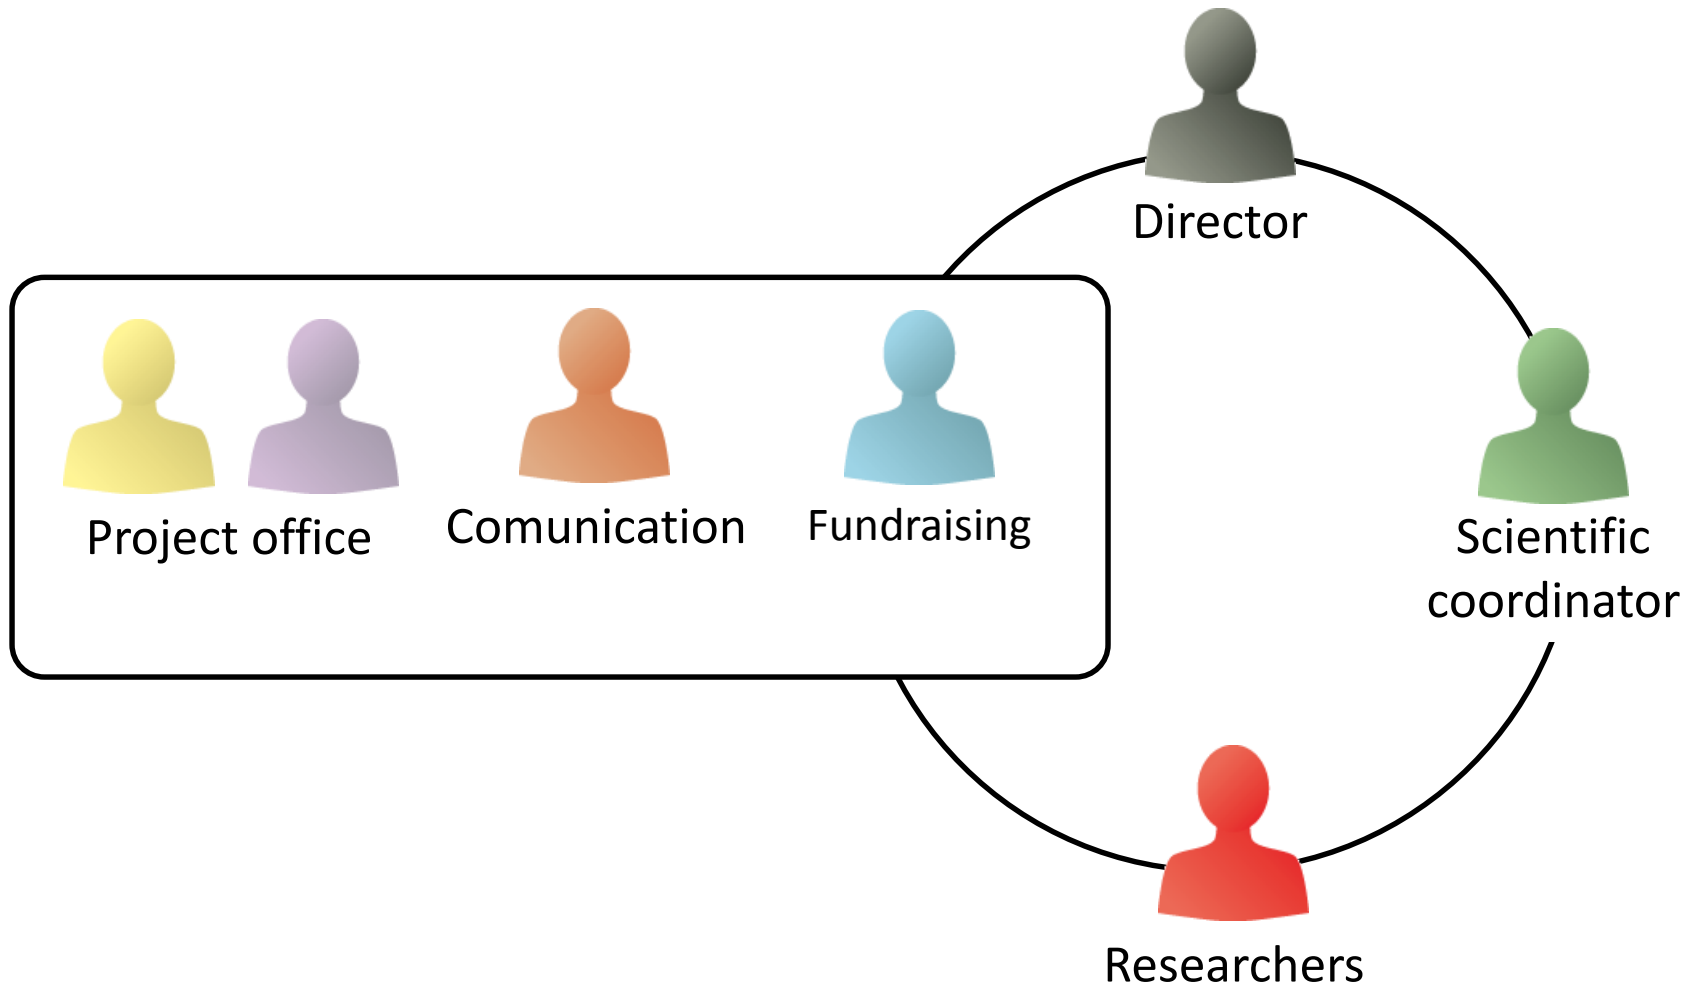 Director
Project office
Comunication
Fundraising
Scientific
coordinator
Researchers